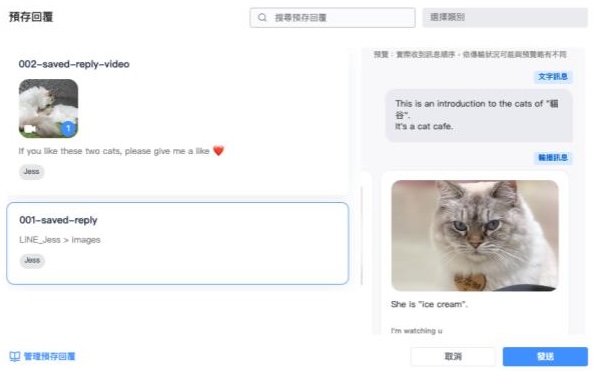 預存回覆
搜尋預存回覆
選擇類別
002-saved-reply-video
1
If you like these two cats, please give me a like ❤️
Jess
001-saved-reply
LINE_Jess > images
Jess
預覽：實際收到訊息順序，依傳輸狀況可能與預覽略有不同
文字訊息
This is an introduction to the cats of "貓
谷".
It's a cat cafe.
輪播訊息
She is "ice cream".
I'm watching u
管理預存回覆
取消
發送